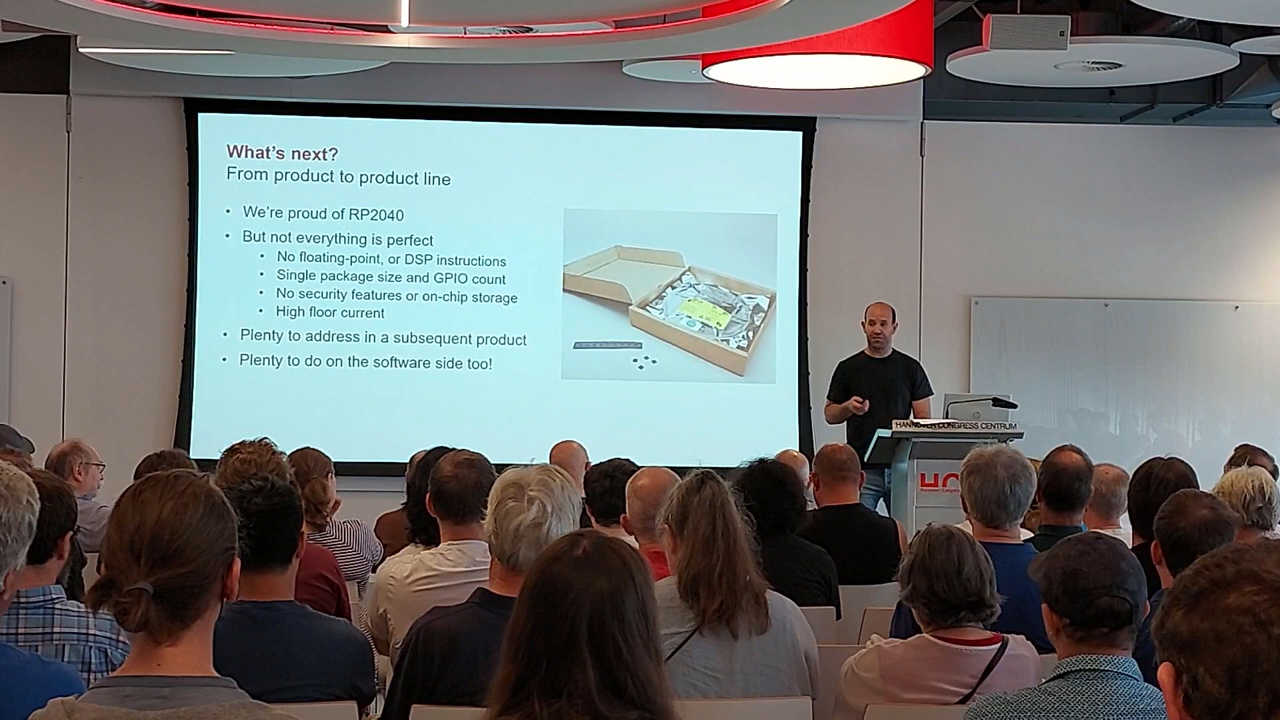 What's next?
From product to product line
• We're proud of RP2040
• But not everything is perfect
• No floating-point, or DSP instructions
• Single package size and GPIO count
• No security features or on-chip storage
• High floor current
• Plenty to address in a subsequent product
• Plenty to do on the software side too!
HANNOVER CONGRESS CENTRUM
HC